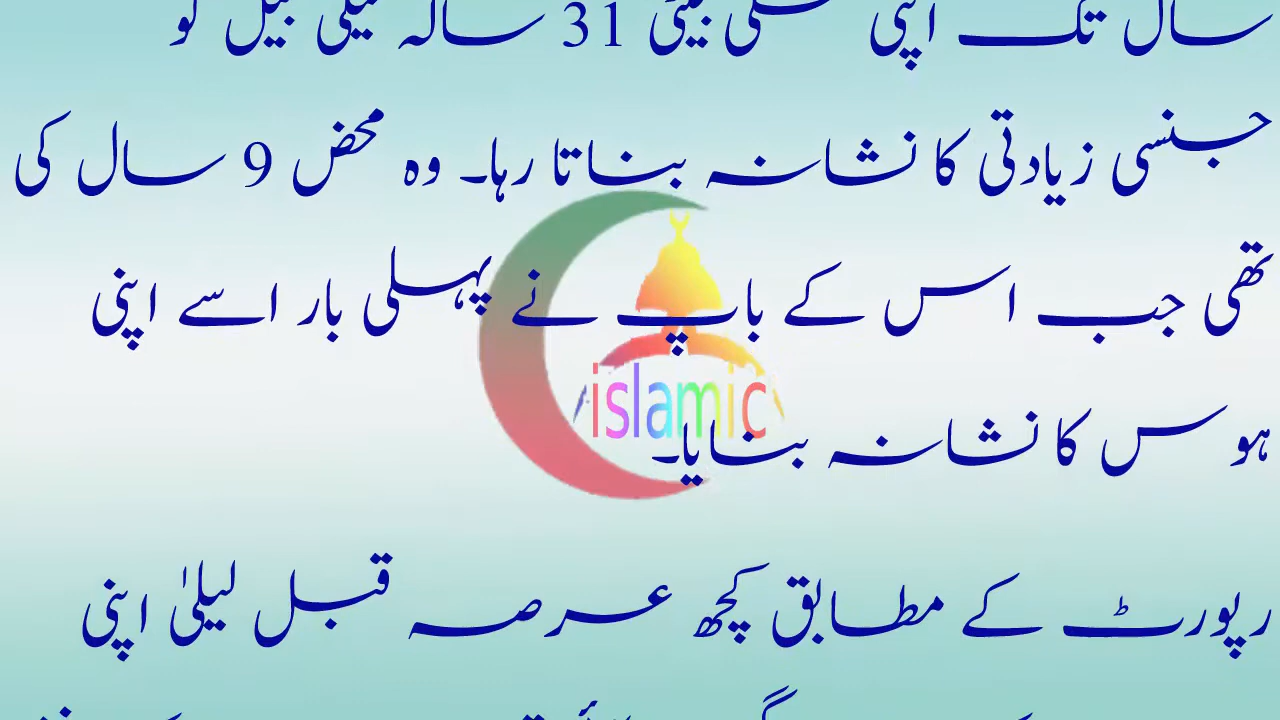 سال تک اپنی سگی بیٹی 31 سالہ لیلیٰ بیل کو
جنسی زیادتی کا نشانہ بناتا رہا۔ وہ محض 9 سال کی
تھی جب اس کے باپ نے پہلی بار اسے اپنی
islamic
ہوس کا نشانہ بنایا۔
رپورٹ کے مطابق کچھ عرصہ قبل لیلیٰ اپنی